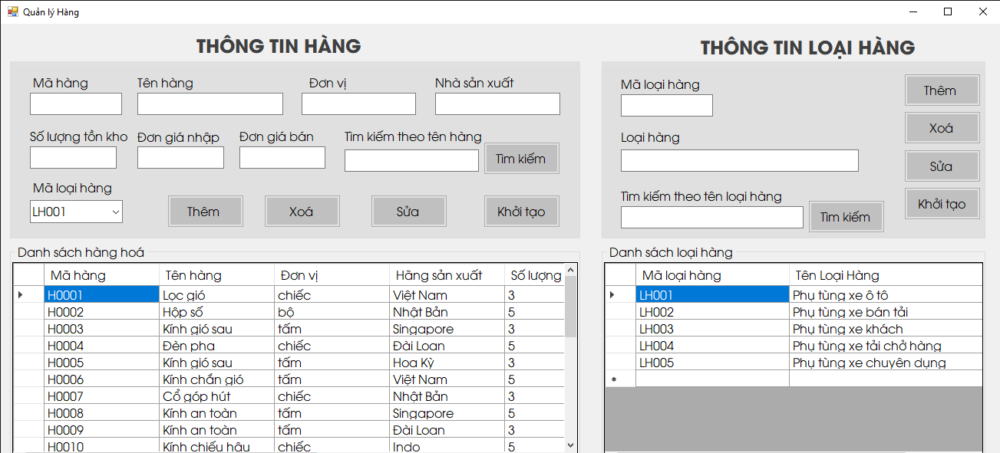 Quản lý Hàng
THÔNG TIN HÀNG
Mã hàng Tên hàng Đơn vị Nhà sản xuất
Số lượng tồn kho Đơn giá nhập Đơn giá bán Tìm kiếm theo tên hàng
Tìm kiếm
Mã loại hàng
LH001 Thêm Xoá Sửa Khởi tạo
Danh sách hàng hoá
Mã hàng Tên hàng Đơn vị Hãng sản xuất Số lượng
H0001 Lọc gió chiếc Việt Nam 3
H0002 Hộp số bộ Nhật Bản 5
H0003 Kính gió sau tấm Singapore 3
H0004 Đèn pha chiếc Đài Loan 5
H0005 Kính gió sau tấm Hoa Kỳ 3
H0006 Kính chắn gió tấm Việt Nam 5
H0007 Cổ góp hút chiếc Nhật Bản 3
H0008 Kính an toàn tấm Singapore 5
H0009 Kính an toàn tấm Đài Loan 3
H0010 Kính chiếu hậu chiếc Indo 5
THÔNG TIN LOẠI HÀNG
Mã loại hàng
Thêm
Xoá
Loại hàng
Sửa
Tìm kiếm theo tên loại hàng
Khởi tạo
Tìm kiếm
Danh sách loại hàng
Mã loại hàng Tên Loại Hàng
LH001 Phụ tùng xe ô tô
LH002 Phụ tùng xe bán tải
LH003 Phụ tùng xe khách
LH004 Phụ tùng xe tải chở hàng
LH005 Phụ tùng xe chuyên dụng